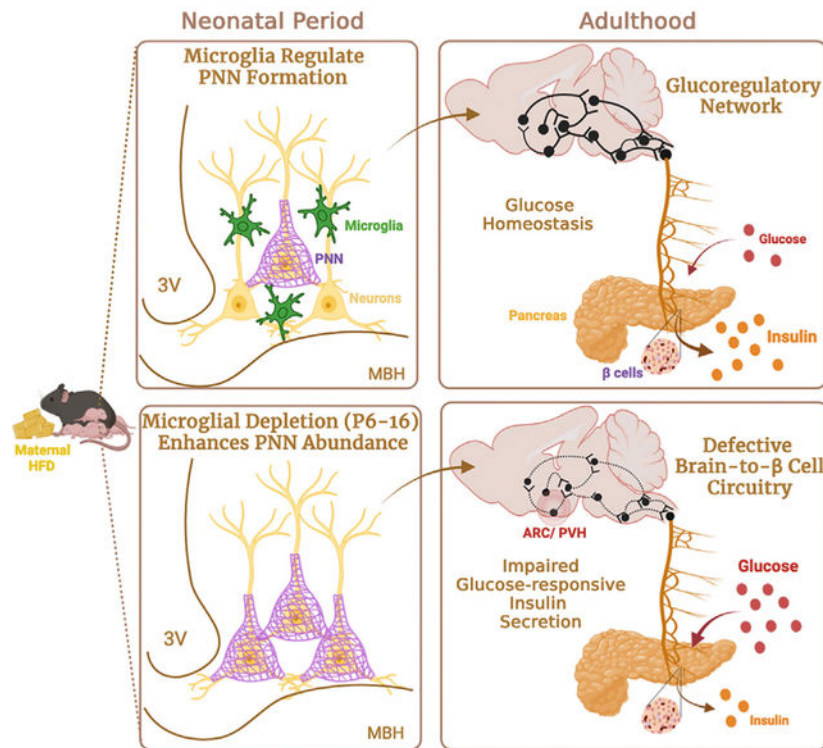 Neonatal Period
Adulthood
Microglia Regulate
PNN Formation
Microglia
PNN
3V
Neurons
MBH
Glucoregulatory
Network
Glucose
Homeostasis
Glucose
Pancreas
Insulin
β cells
Maternal
HFD
Microglial Depletion (P6-16)
Enhances PNN Abundance
3V
MBH
Defective
Brain-to-β Cell
Circuitry
ARC/ PVH
Impaired
Glucose-responsive
Insulin
Secretion
Glucose
Insulin